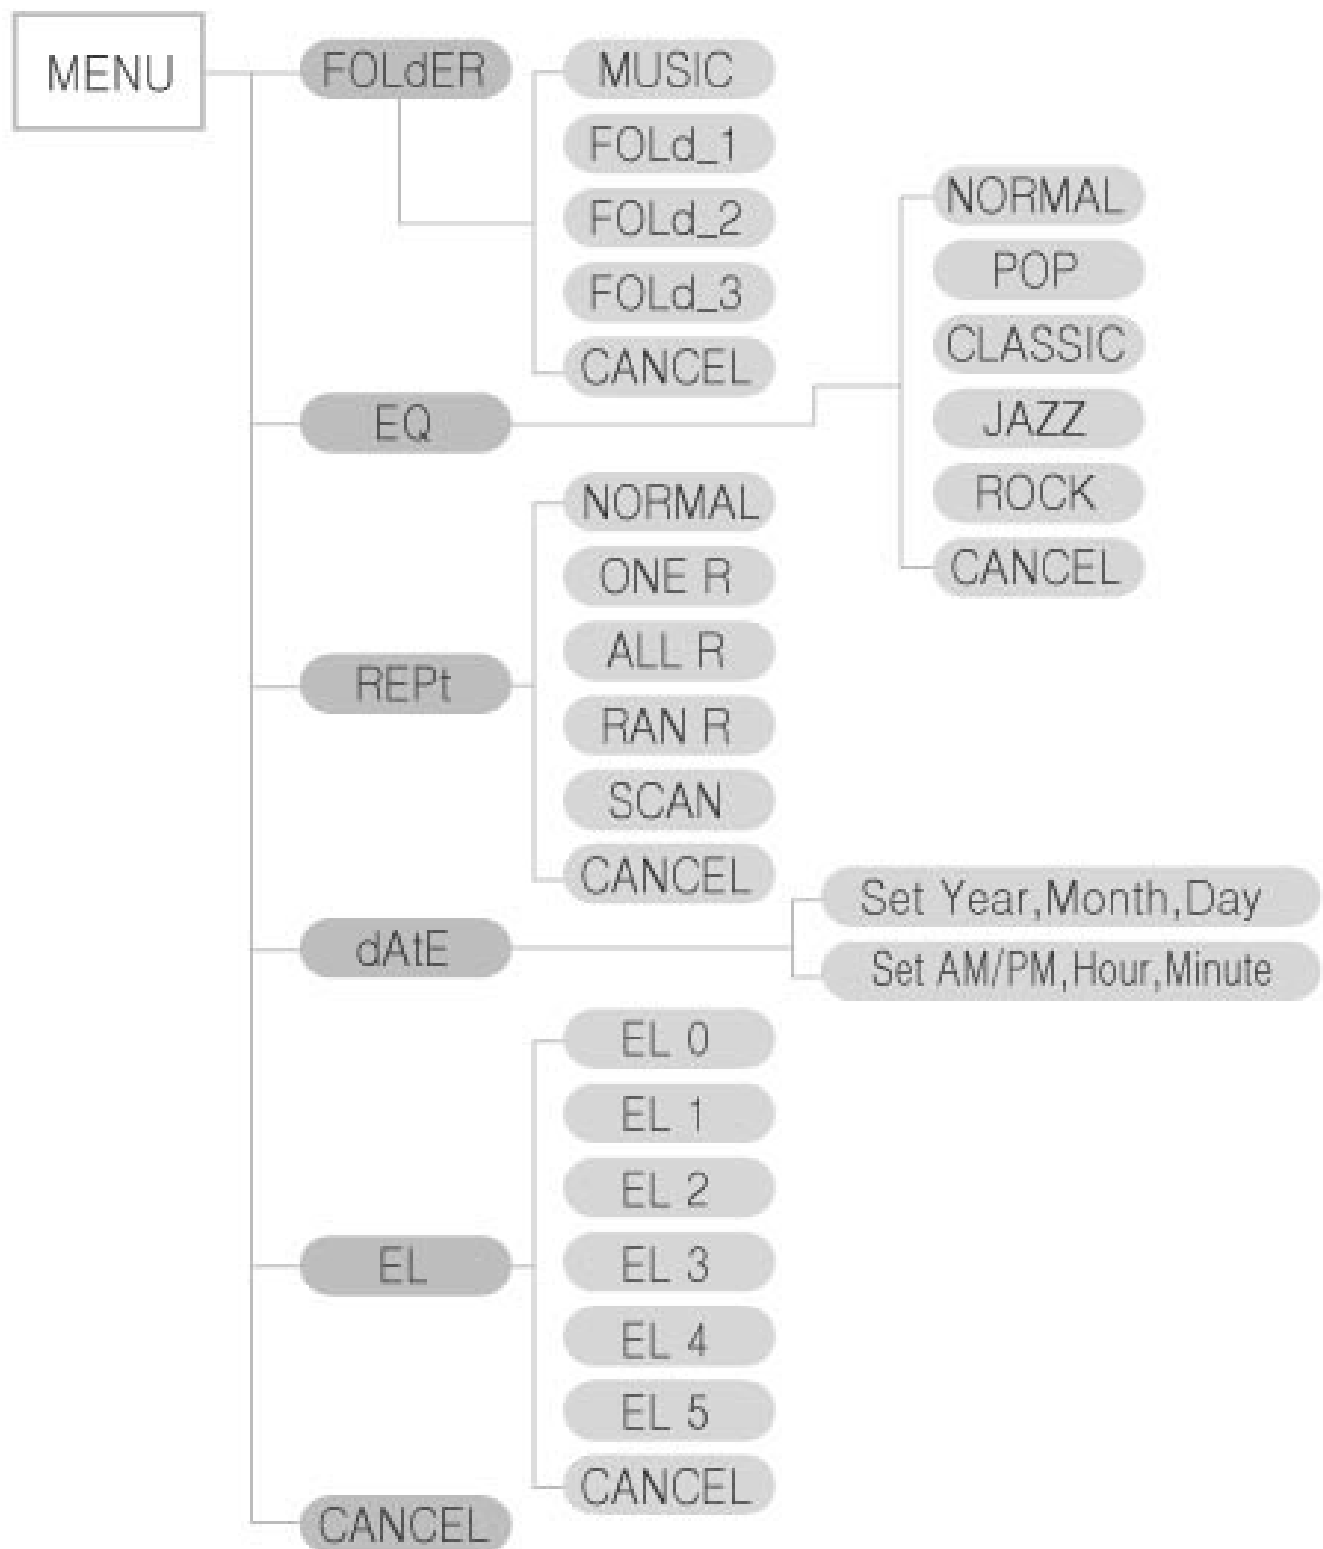 MENU
FOLdER
MUSIC
FOLd_1
FOLd_2
FOLd_3
CANCEL
EQ
NORMAL
POP
CLASSIC
JAZZ
ROCK
CANCEL
REPt
NORMAL
ONE R
ALL R
RAN R
SCAN
CANCEL
dAtE
Set Year,Month,Day
Set AM/PM,Hour,Minute
EL
EL 0
EL 1
EL 2
EL 3
EL 4
EL 5
CANCEL
CANCEL